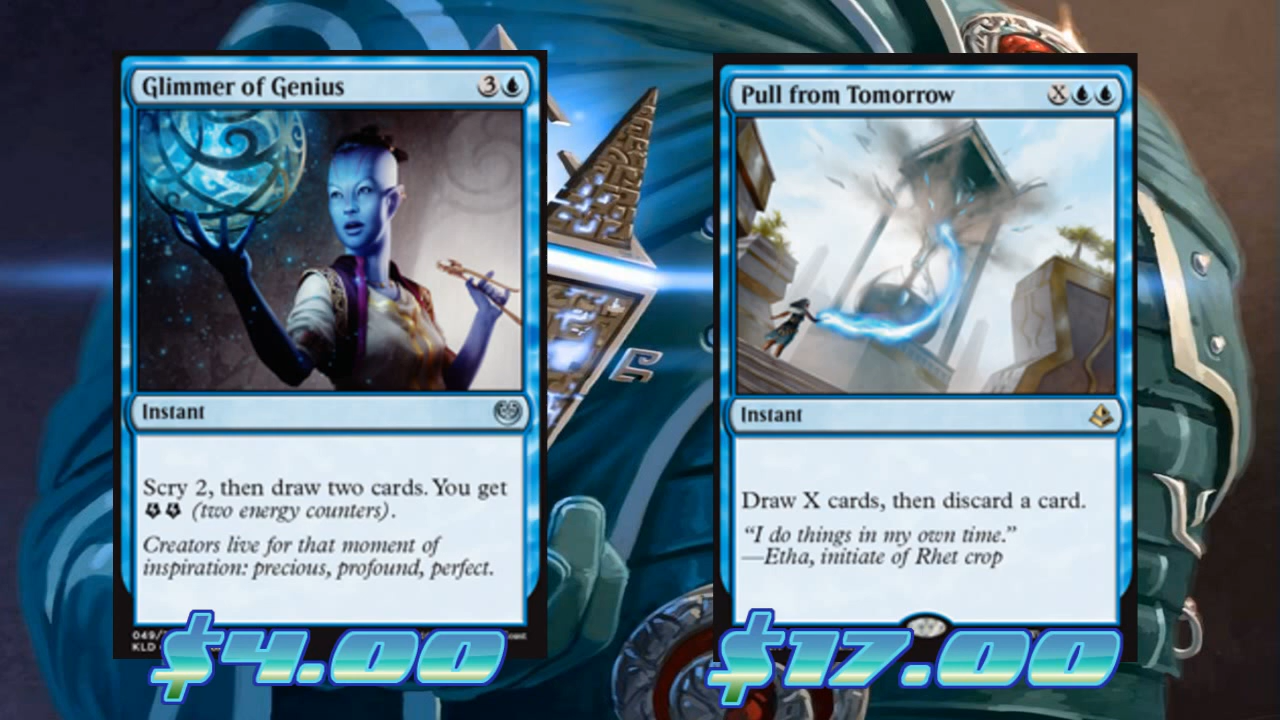 Glimmer of Genius 3
Instant
Scry 2, then draw two cards. You get
(two energy counters).
Creators live for that moment of
inspiration: precious, profound, perfect.
049/
KLD
$4.00
Pull from Tomorrow X
Instant
Draw X cards, then discard a card.
“I do things in my own time.”
—Etha, initiate of Rhet crop
$17.00